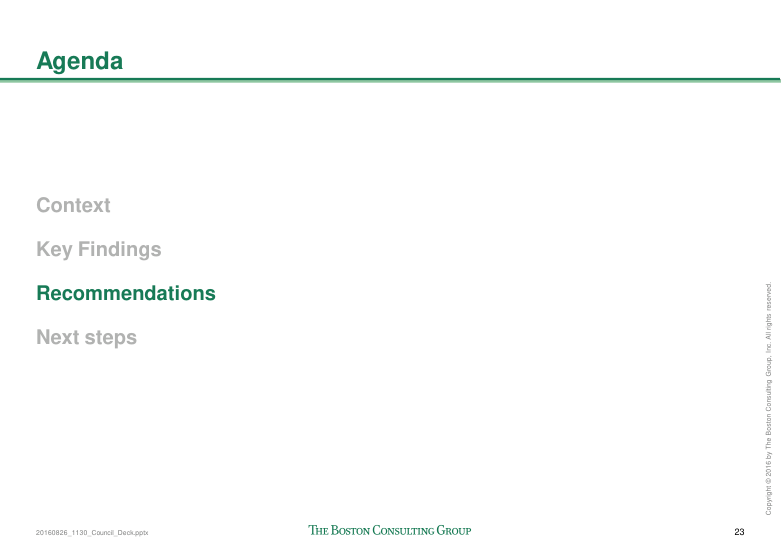 Agenda
Context
Key Findings
Recommendations
Next steps
Copyright © 2016 by The Boston Consulting Group, Inc. All rights reserved.
20160826_1130_Council_Deck.pptx
THE BOSTON CONSULTING GROUP
23